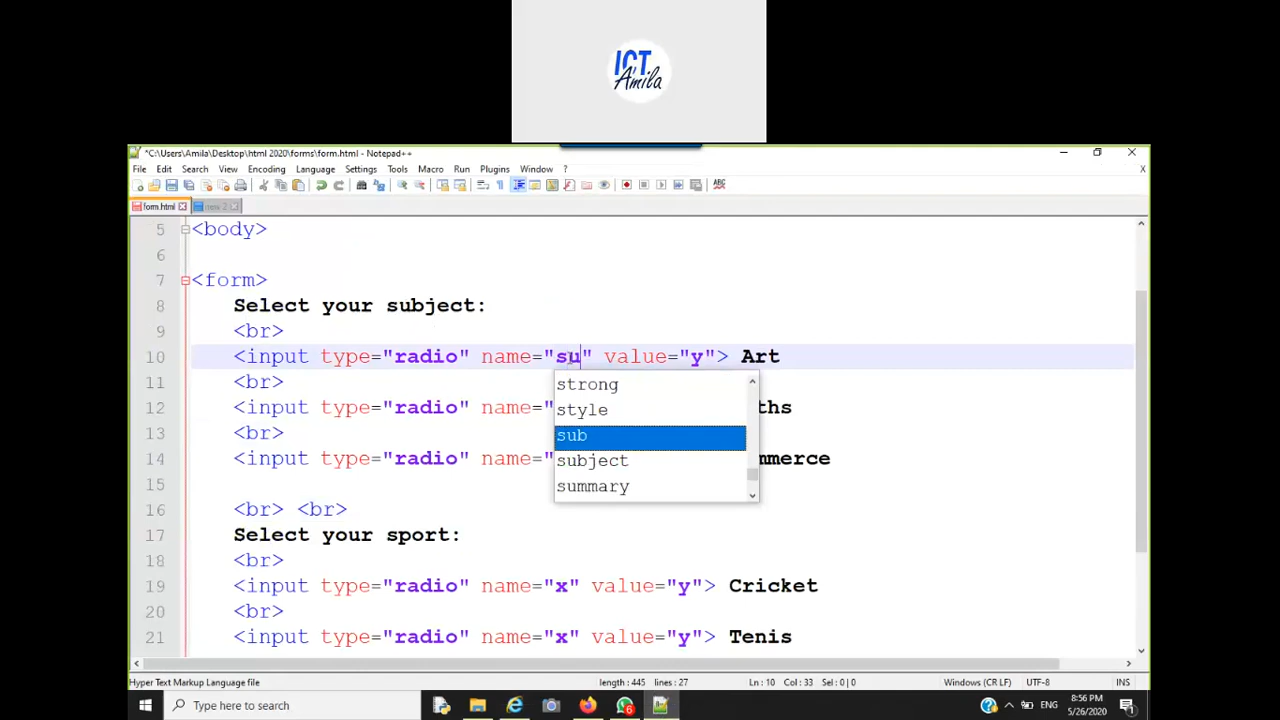 ICT
Amila
*C:\Users\Amila\Desktop\html 2020\forms\form.html - Notepad++
File Edit Search View Encoding Language Settings Tools Macro Run Plugins Window ? X
form.html new 2
5 <body>
6
7 <form>
8 Select your subject:
9 <br>
10 <input type="radio" name="su" value="y"> Art
11 <br>
12 <input type="radio" name=" ths
13 <br>
14 <input type="radio" name=" mmerce
15
16 <br> <br>
17 Select your sport:
18 <br>
19 <input type="radio" name="x" value="y"> Cricket
20 <br>
21 <input type="radio" name="x" value="y"> Tenis
strong
style
sub
subject
summary
Hyper Text Markup Language file length : 445 lines : 27 Ln : 10 Col : 33 Sel : 0 | 0 Windows (CR LF) UTF-8 INS
Type here to search ENG 8:56 PM
5/26/2020